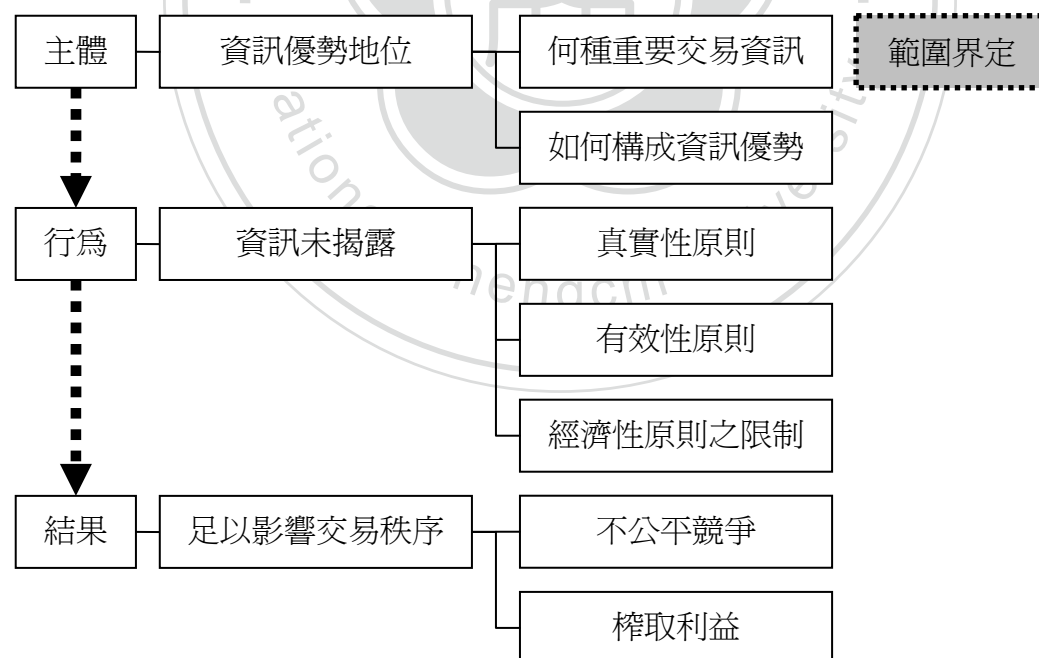 主體
資訊優勢地位
何種重要交易資訊
範圍界定
如何構成資訊優勢
行為
資訊未揭露
真實性原則
有效性原則
經濟性原則之限制
結果
足以影響交易秩序
不公平競爭
榨取利益